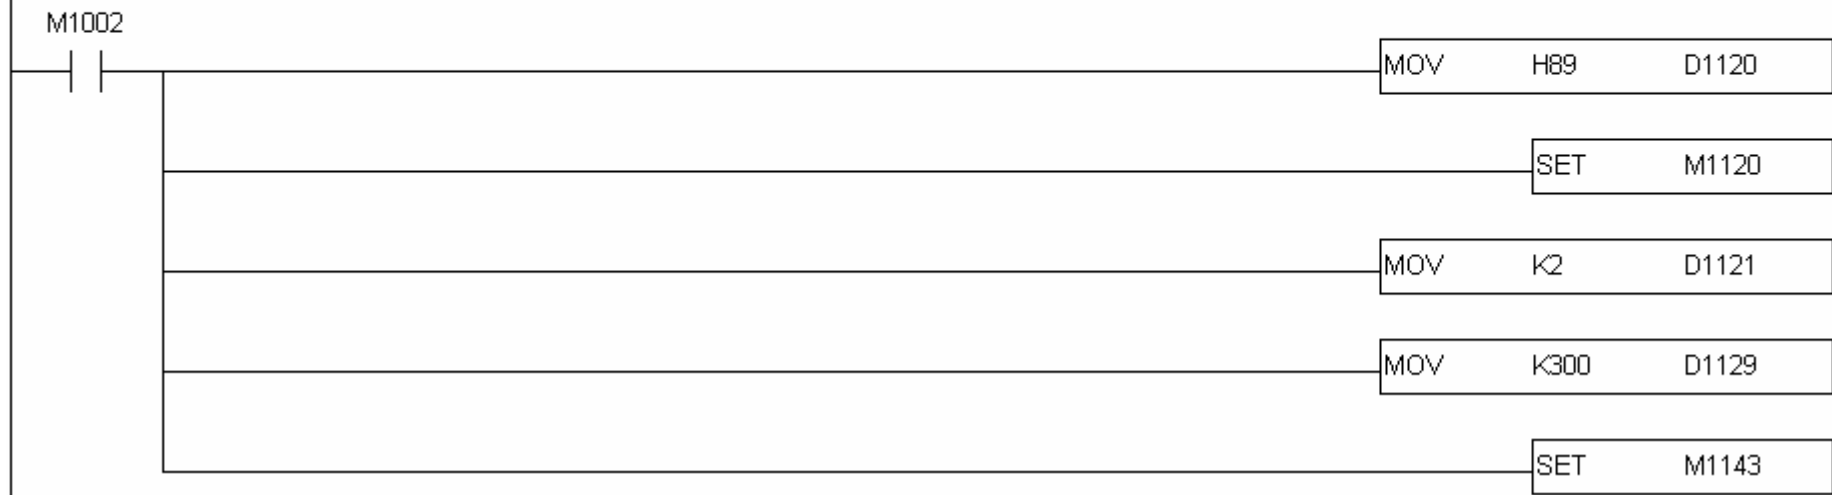 M1002
MOV H89 D1120
SET M1120
MOV K2 D1121
MOV K300 D1129
SET M1143